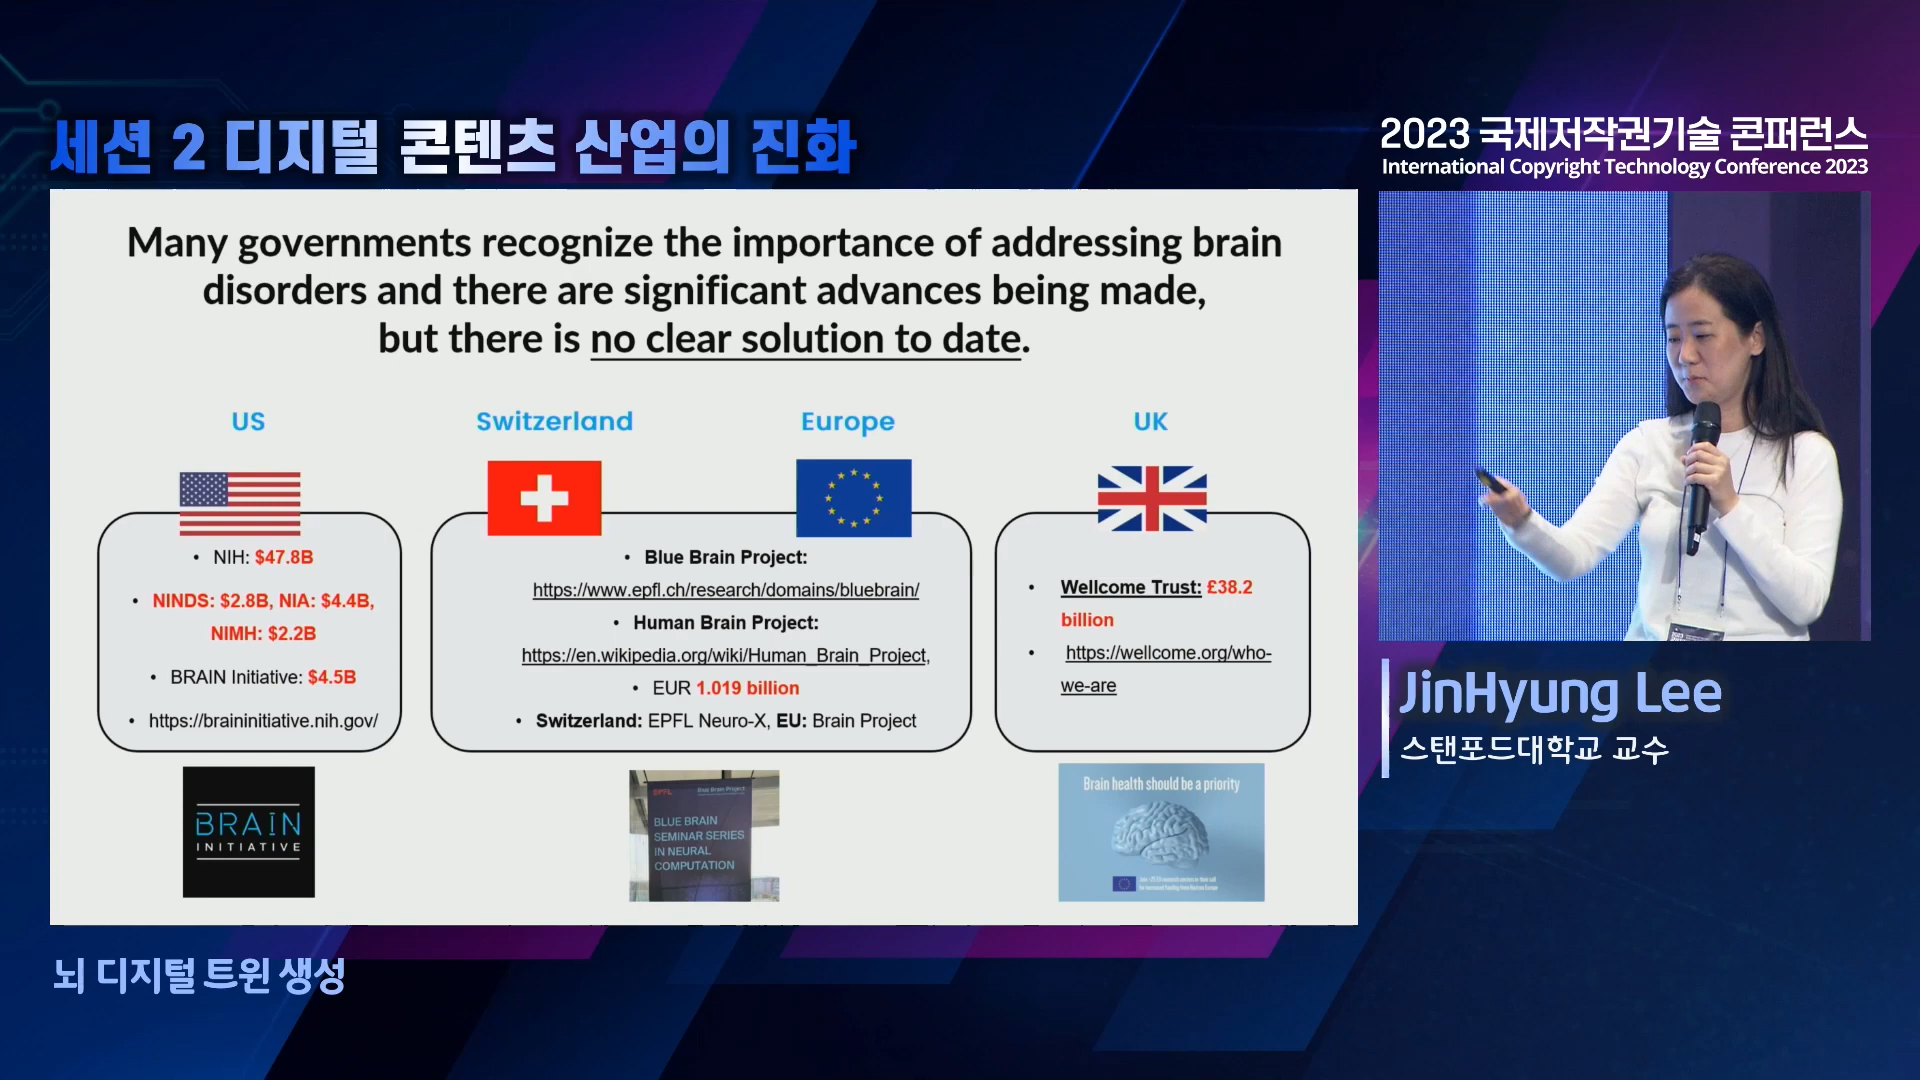 세션 2 디지털 콘텐츠 산업의 진화
2023 국제저작권기술 콘퍼런스
International Copyright Technology Conference 2023
Many governments recognize the importance of addressing brain
disorders and there are significant advances being made,
but there is no clear solution to date.
US
Switzerland
Europe
UK
• NIH: $47.8B
• NINDS: $2.8B, NIA: $4.4B,
NIMH: $2.2B
• BRAIN Initiative: $4.5B
• https://braininitiative.nih.gov/
• Blue Brain Project:
https://www.epfl.ch/research/domains/bluebrain/
• Human Brain Project:
https://en.wikipedia.org/wiki/Human_Brain_Project,
• EUR 1.019 billion
• Switzerland: EPFL Neuro-X, EU: Brain Project
• Wellcome Trust: £38.2
billion
• https://wellcome.org/who-
we-are
BRAIN
INITIATIVE
EPFL Blue Brain Project
BLUE BRAIN
SEMINAR SERIES
IN NEURAL
COMPUTATION
Brain health should be a priority
JinHyung Lee
스탠포드대학교 교수
뇌 디지털 트윈 생성